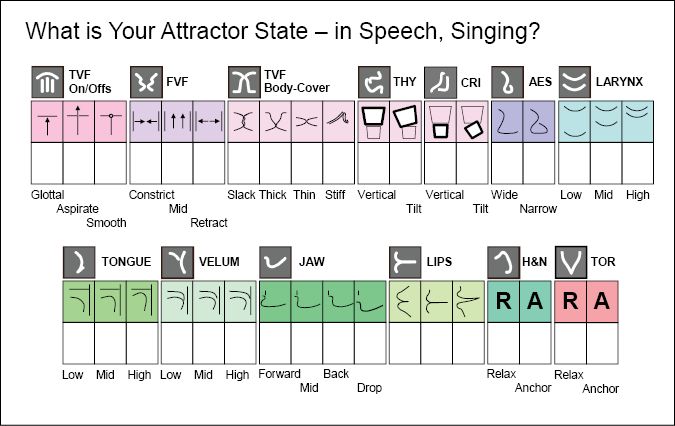 What is Your Attractor State – in Speech, Singing?
TVF On/Offs
FVF
TVF Body-Cover
THY
CRI
AES
LARYNX
Glottal
Aspirate
Smooth
Constrict
Mid
Retract
Slack Thick Thin Stiff
Vertical
Tilt
Vertical
Tilt
Wide
Narrow
Low Mid High
TONGUE
VELUM
JAW
LIPS
H&N
TOR
R A
R A
Low Mid High
Low Mid High
Forward
Mid
Back
Drop
Relax
Anchor
Relax
Anchor